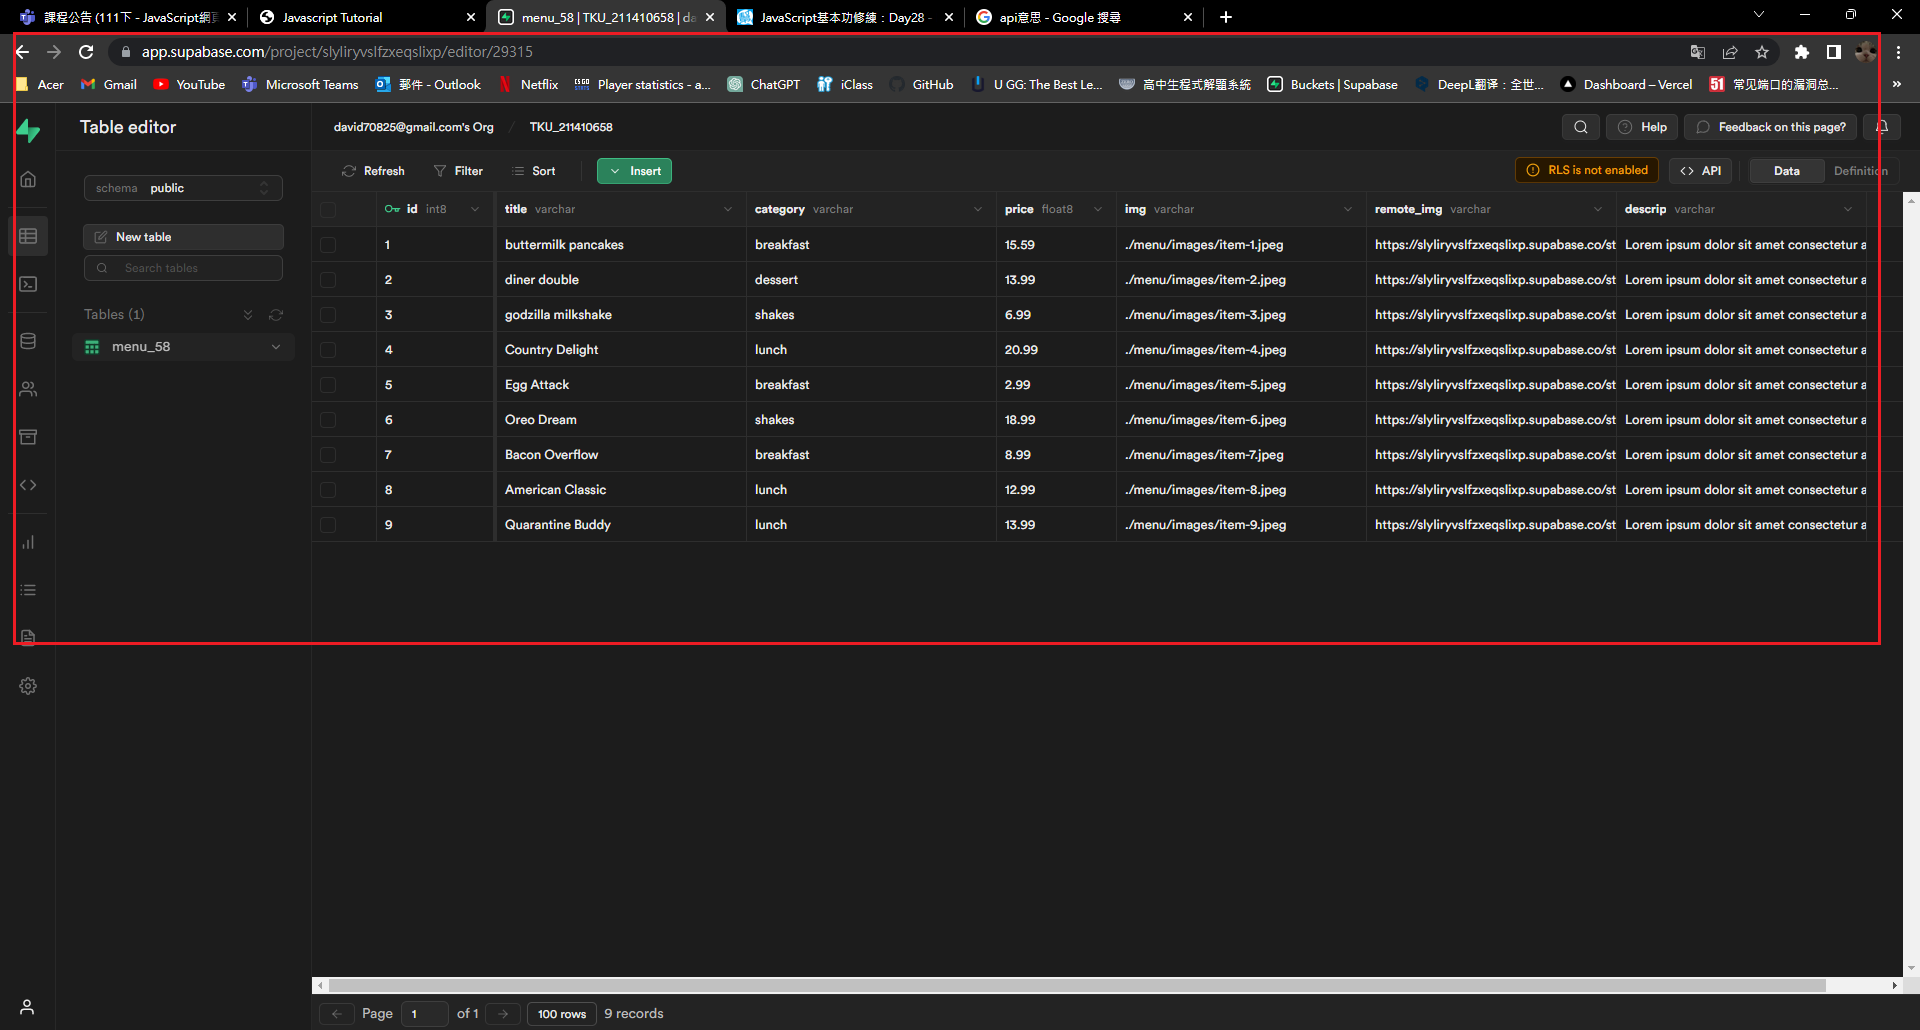 課程公告 (111下 - JavaScript網頁
Javascript Tutorial
menu_58 | TKU_211410658 | da
JavaScript基本功修練：Day28 -
api意思 - Google 搜尋
app.supabase.com/project/slyliryvslfzxeqslixp/editor/29315
Acer
Gmail
YouTube
Microsoft Teams
郵件 - Outlook
Netflix
Player statistics - a...
ChatGPT
iClass
GitHub
U GG: The Best Le...
高中生程式解題系統
Buckets | Supabase
DeepL翻译：全世...
Dashboard – Vercel
51
常见端口的漏洞总...
»
Table editor
david70825@gmail.com's Org / TKU_211410658
Help
Feedback on this page?
schema public
Refresh
Filter
Sort
Insert
RLS is not enabled
<> API
Data
Definition
New table
Search tables
Tables (1)
menu_58
id int8 title varchar category varchar price float8 img varchar remote_img varchar descrip varchar
1 buttermilk pancakes breakfast 15.59 ./menu/images/item-1.jpeg https://slyliryvslfzxeqslixp.supabase.co/st Lorem ipsum dolor sit amet consectetur a
2 diner double dessert 13.99 ./menu/images/item-2.jpeg https://slyliryvslfzxeqslixp.supabase.co/st Lorem ipsum dolor sit amet consectetur a
3 godzilla milkshake shakes 6.99 ./menu/images/item-3.jpeg https://slyliryvslfzxeqslixp.supabase.co/st Lorem ipsum dolor sit amet consectetur a
4 Country Delight lunch 20.99 ./menu/images/item-4.jpeg https://slyliryvslfzxeqslixp.supabase.co/st Lorem ipsum dolor sit amet consectetur a
5 Egg Attack breakfast 2.99 ./menu/images/item-5.jpeg https://slyliryvslfzxeqslixp.supabase.co/st Lorem ipsum dolor sit amet consectetur a
6 Oreo Dream shakes 18.99 ./menu/images/item-6.jpeg https://slyliryvslfzxeqslixp.supabase.co/st Lorem ipsum dolor sit amet consectetur a
7 Bacon Overflow breakfast 8.99 ./menu/images/item-7.jpeg https://slyliryvslfzxeqslixp.supabase.co/st Lorem ipsum dolor sit amet consectetur a
8 American Classic lunch 12.99 ./menu/images/item-8.jpeg https://slyliryvslfzxeqslixp.supabase.co/st Lorem ipsum dolor sit amet consectetur a
9 Quarantine Buddy lunch 13.99 ./menu/images/item-9.jpeg https://slyliryvslfzxeqslixp.supabase.co/st Lorem ipsum dolor sit amet consectetur a
Page 1 of 1 100 rows 9 records